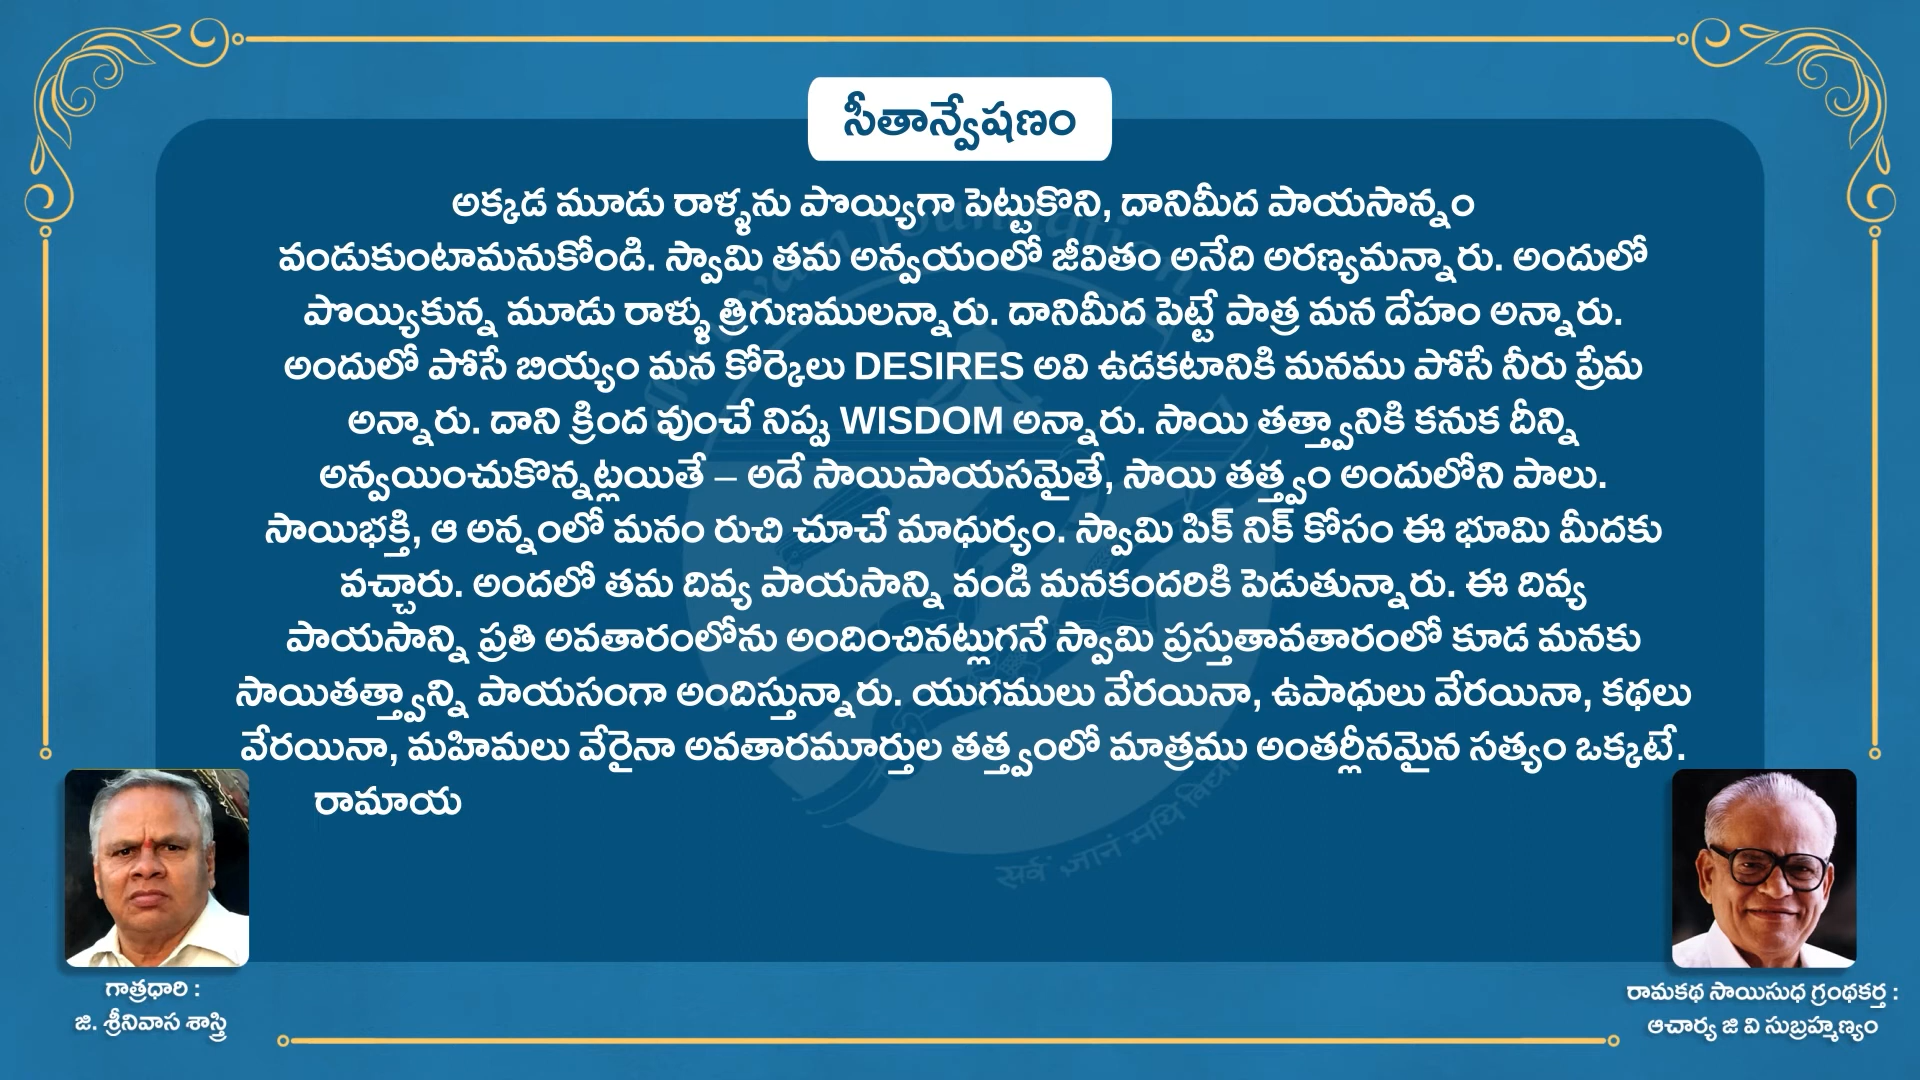 సీతాన్వేషణం
అక్కడ మూడు రాళ్ళను పొయ్యిగా పెట్టుకొని, దానిమీద పాయసాన్నం
వండుకుంటామనుకోండి. స్వామి తమ అన్వయంలో జీవితం అనేది అరణ్యమన్నారు. అందులో
పొయ్యికున్న మూడు రాళ్ళు త్రిగుణములన్నారు. దానిమీద పెట్టే పాత్ర మన దేహం అన్నారు.
అందులో పోసే బియ్యం మన కోర్కెలు DESIRES అవి ఉడకటానికి మనము పోసే నీరు ప్రేమ
అన్నారు. దాని క్రింద వుంచే నిప్పు WISDOM అన్నారు. సాయి తత్త్వానికి కనుక దీన్ని
అన్వయించుకొన్నట్లయితే – అదే సాయిపాయసమైతే, సాయి తత్త్వం అందులోని పాలు.
సాయిభక్తి, ఆ అన్నంలో మనం రుచి చూచే మాధుర్యం. స్వామి పిక్ నిక్ కోసం ఈ భూమి మీదకు
వచ్చారు. అందలో తమ దివ్య పాయసాన్ని వండి మనకందరికి పెడుతున్నారు. ఈ దివ్య
పాయసాన్ని ప్రతి అవతారంలోను అందించినట్లుగనే స్వామి ప్రస్తుతావతారంలో కూడ మనకు
సాయితత్త్వాన్ని పాయసంగా అందిస్తున్నారు. యుగములు వేరయినా, ఉపాధులు వేరయినా, కథలు
వేరయినా, మహిమలు వేరైనా అవతారమూర్తుల తత్త్వంలో మాత్రము అంతర్లీనమైన సత్యం ఒక్కటే.
రామాయ
सर्वं ज्ञानं मयि विद्या
గాత్రధారి :
జి. శ్రీనివాస శాస్త్రి
రామకథ సాయిసుధ గ్రంథకర్త :
ఆచార్య జి వి సుబ్రహ్మణ్యం